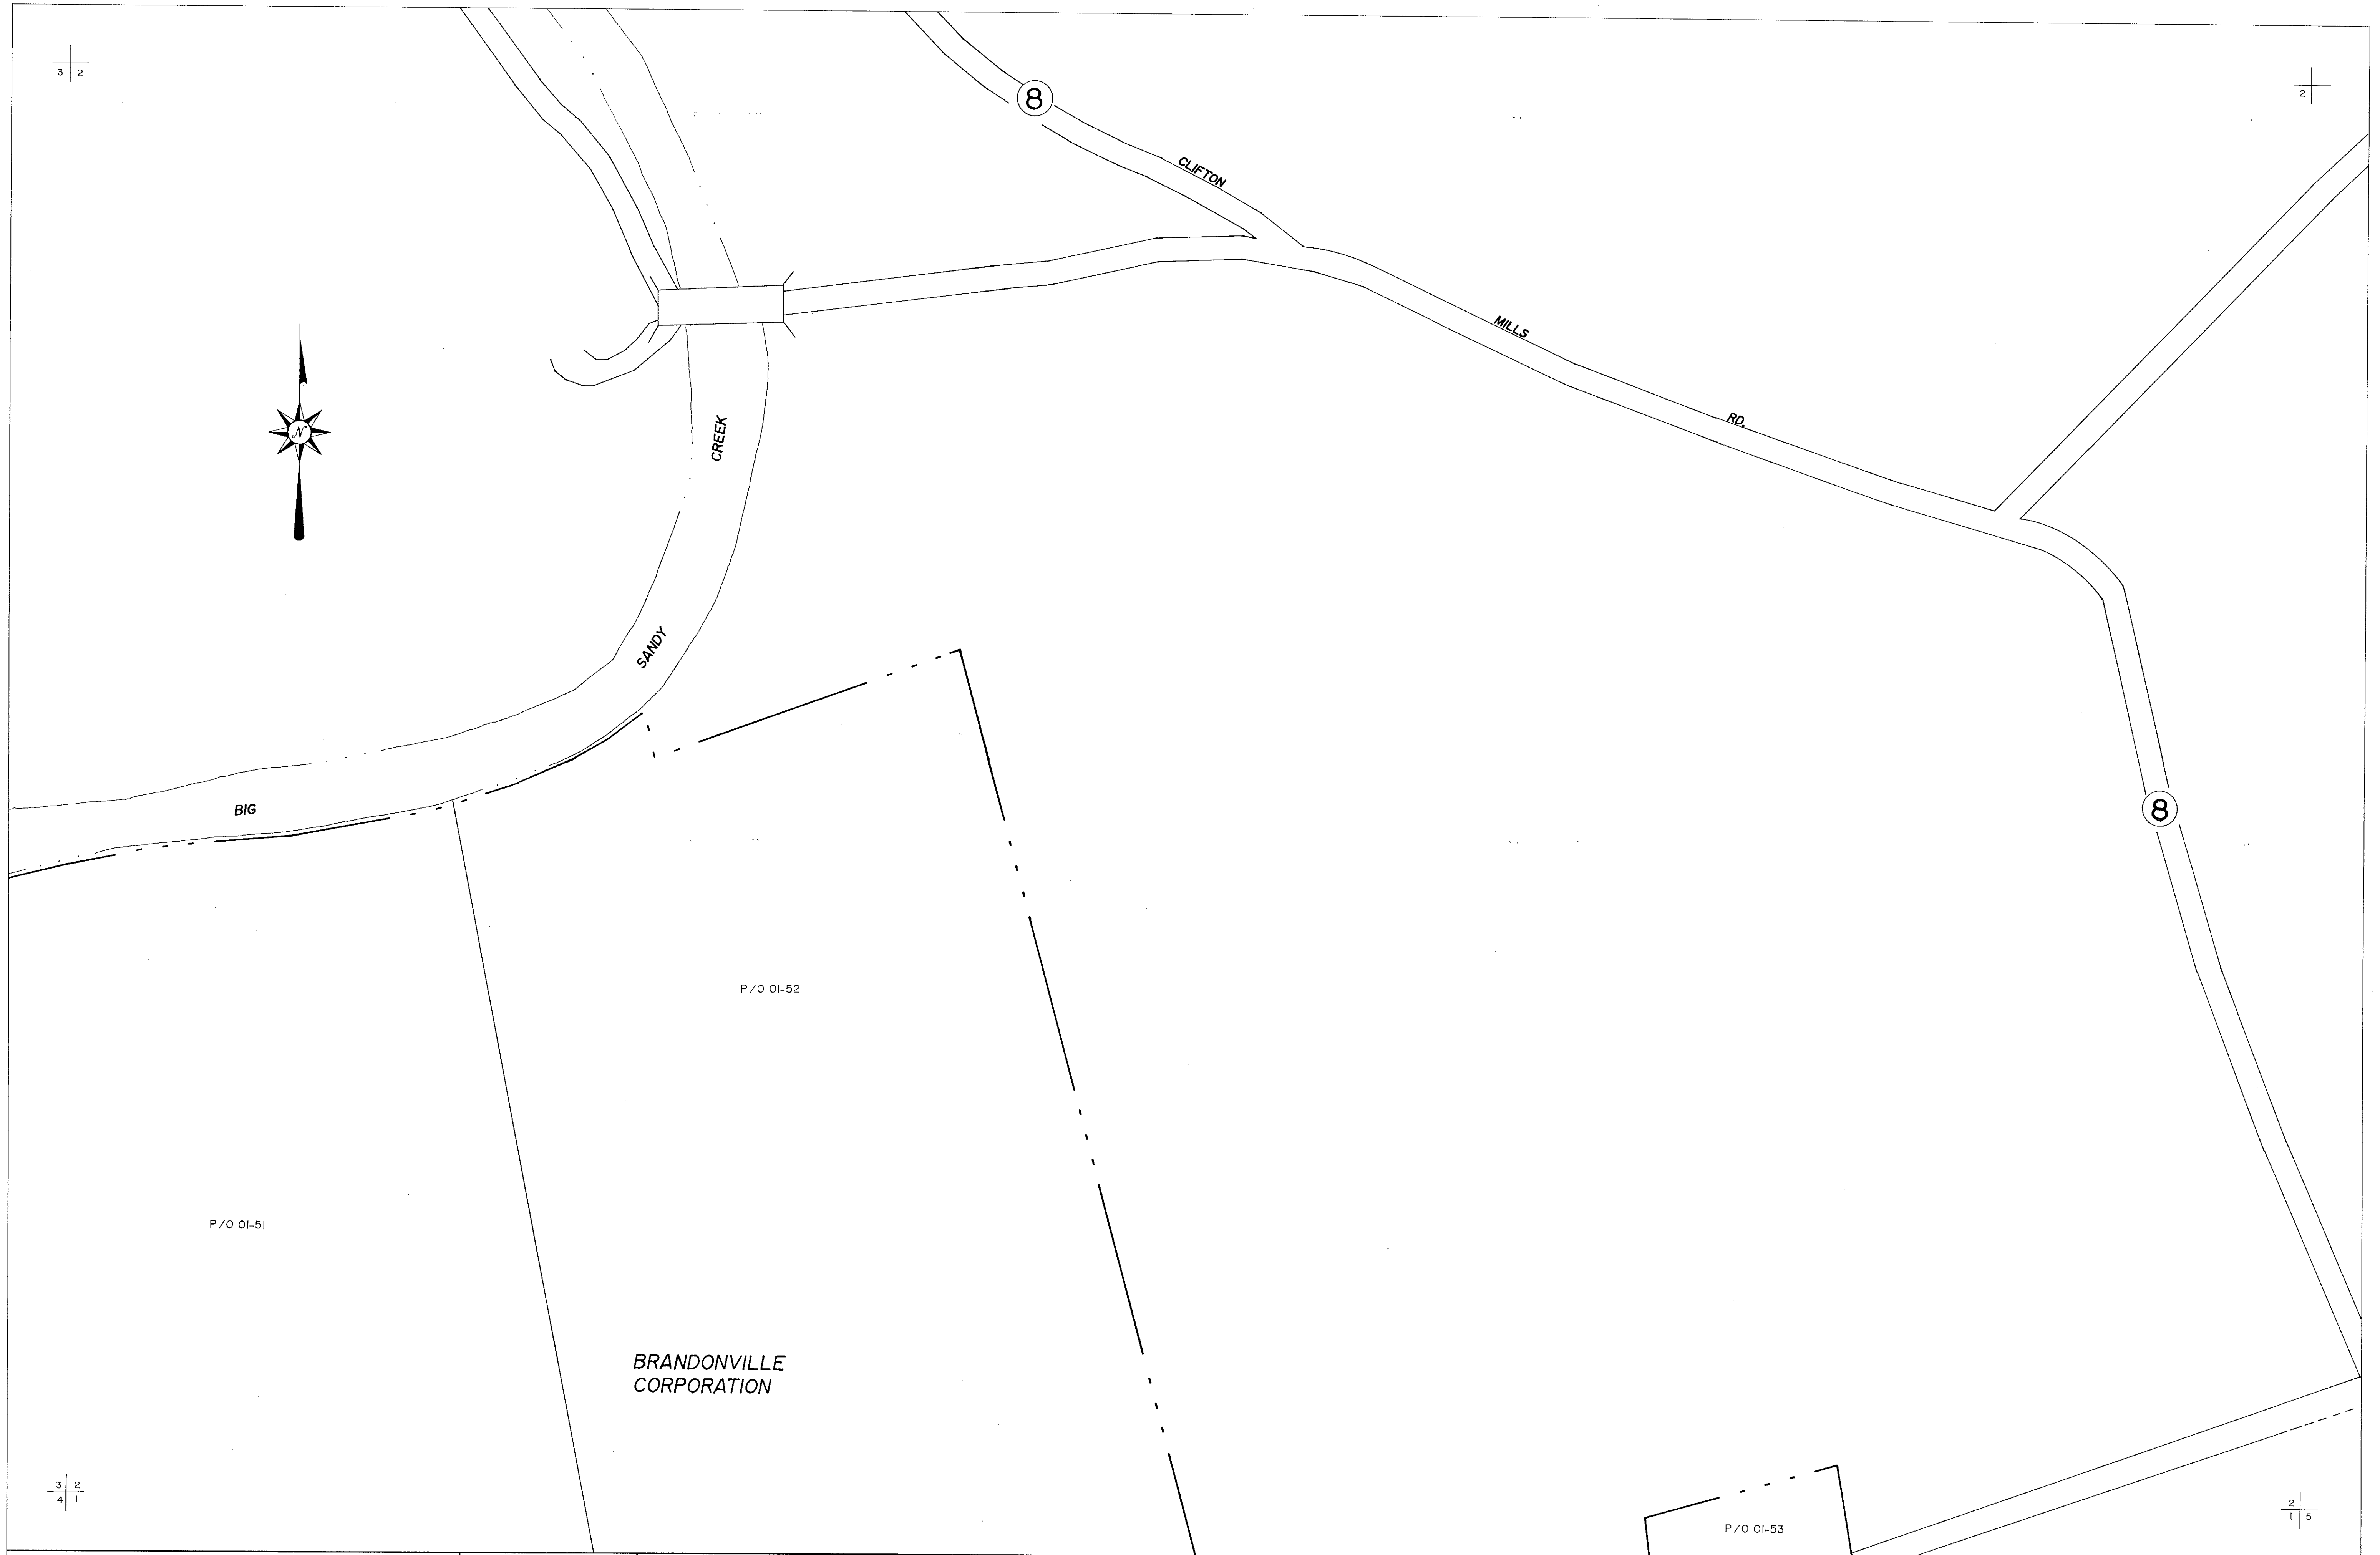 3 2
2
8
CLIFTON
MILLS
RD.
N
CREEK
SANDY
BIG
8
P/O 01-52
P/O 01-51
BRANDONVILLE
CORPORATION
3 2
4 1
2
1 5
P/O 01-53